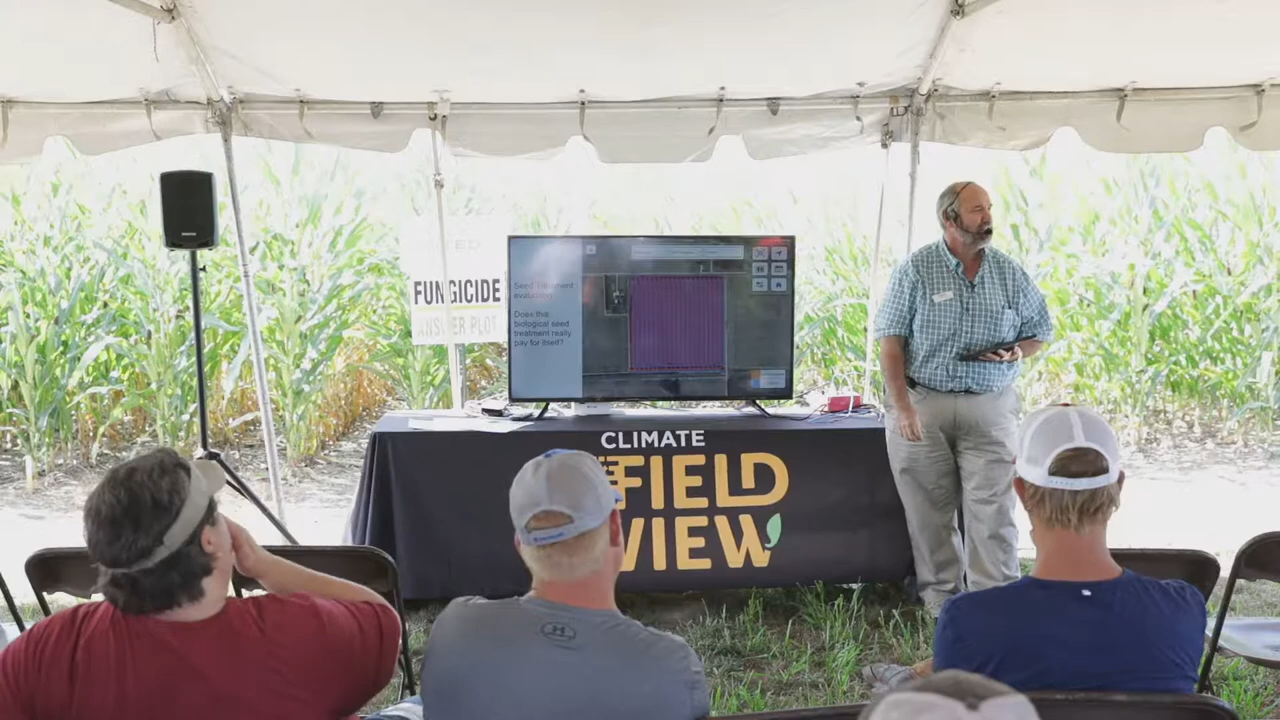 FUNGICIDE
ANSWER PLOT
Seed Treatment
evaluation
Does this
biological seed
treatment really
pay for itself?
CLIMATE
FIELD
VIEW